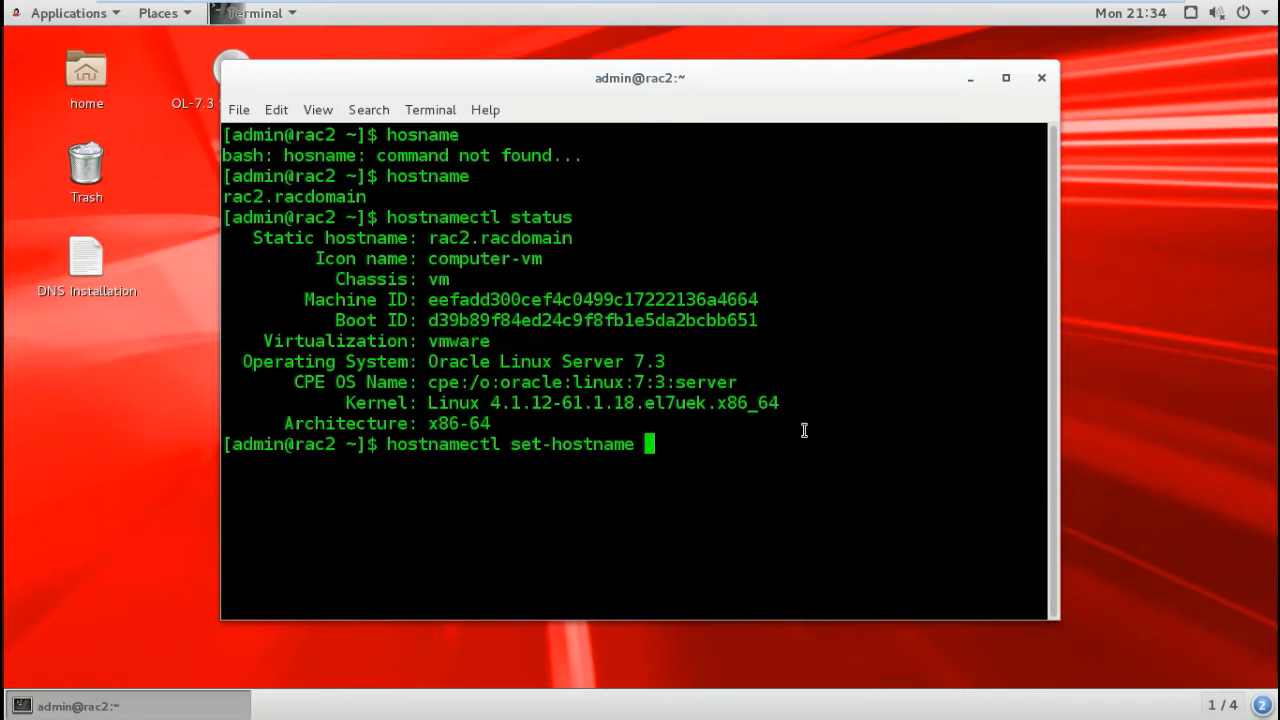 Applications Places Terminal Mon 21:34
home
OL-7.3
Trash
DNS Installation
admin@rac2:~
File Edit View Search Terminal Help
[admin@rac2 ~]$ hosname
bash: hosname: command not found...
[admin@rac2 ~]$ hostname
rac2.racdomain
[admin@rac2 ~]$ hostnamectl status
Static hostname: rac2.racdomain
Icon name: computer-vm
Chassis: vm
Machine ID: eefadd300cef4c0499c17222136a4664
Boot ID: d39b89f84ed24c9f8fb1e5da2bcbb651
Virtualization: vmware
Operating System: Oracle Linux Server 7.3
CPE OS Name: cpe:/o:oracle:linux:7:3:server
Kernel: Linux 4.1.12-61.1.18.el7uek.x86_64
Architecture: x86-64
[admin@rac2 ~]$ hostnamectl set-hostname
admin@rac2:~ 1 / 4 2